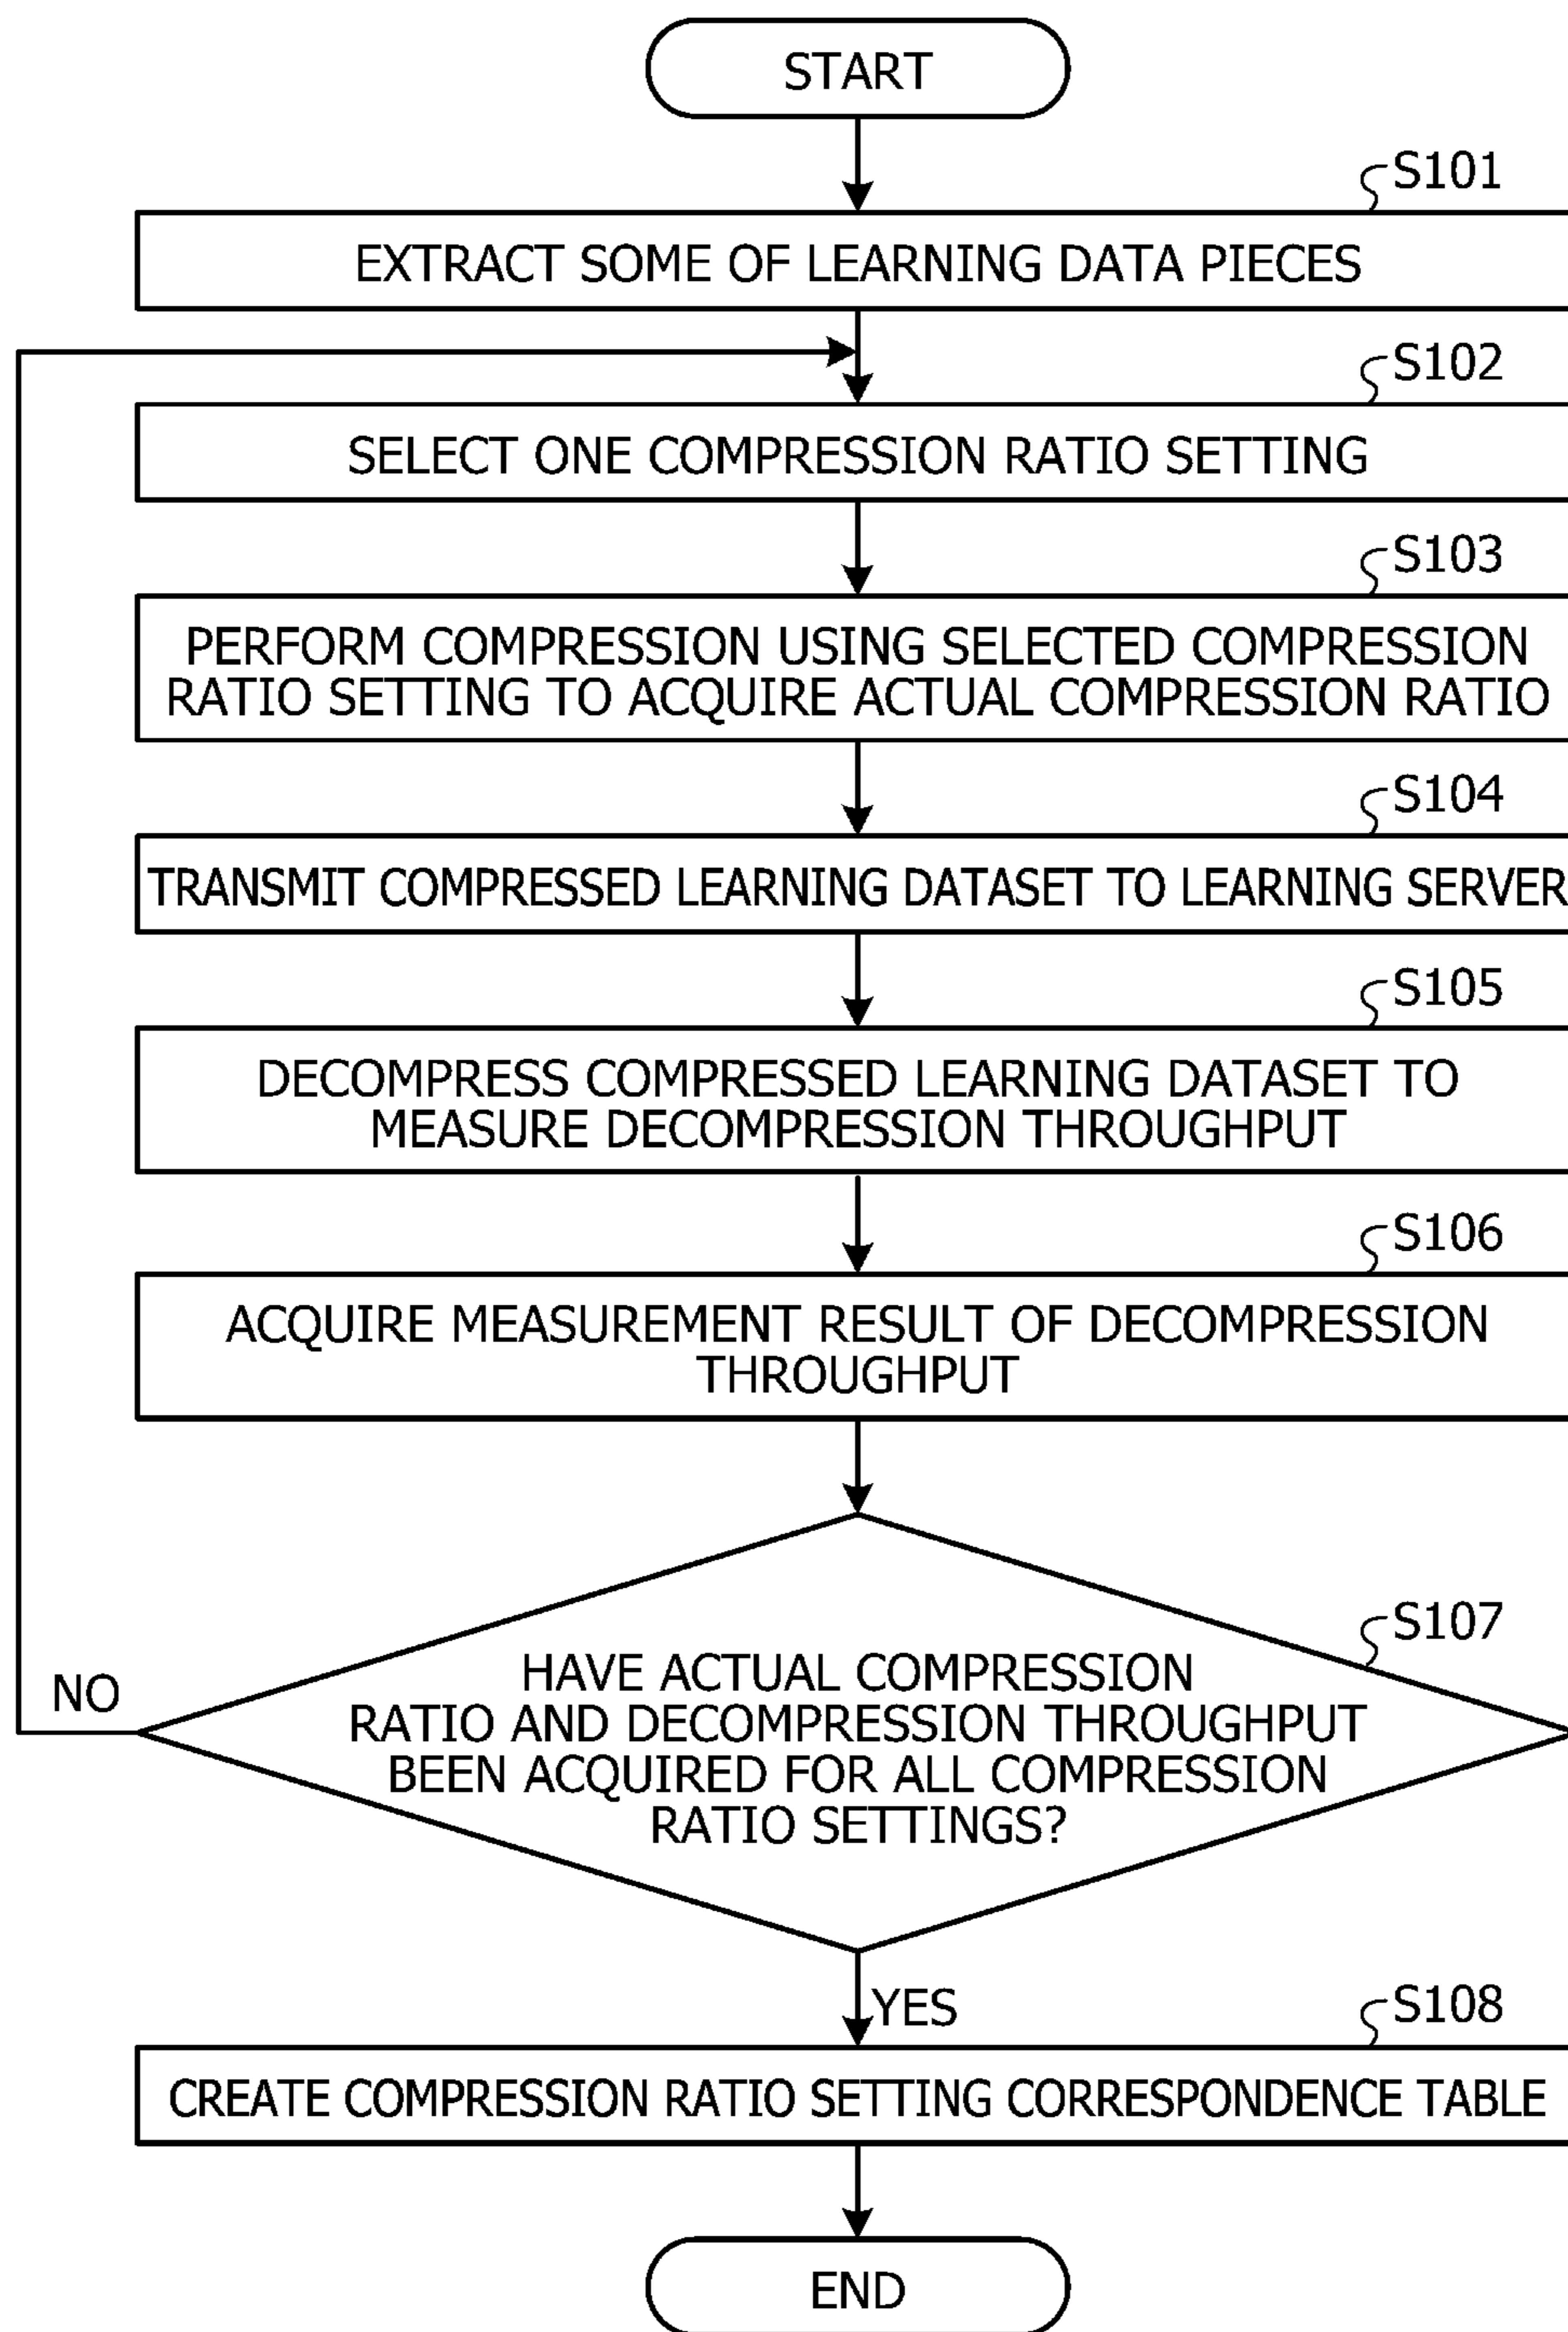 START
S101
EXTRACT SOME OF LEARNING DATA PIECES
S102
SELECT ONE COMPRESSION RATIO SETTING
S103
PERFORM COMPRESSION USING SELECTED COMPRESSION
RATIO SETTING TO ACQUIRE ACTUAL COMPRESSION RATIO
S104
TRANSMIT COMPRESSED LEARNING DATASET TO LEARNING SERVER
S105
DECOMPRESS COMPRESSED LEARNING DATASET TO
MEASURE DECOMPRESSION THROUGHPUT
S106
ACQUIRE MEASUREMENT RESULT OF DECOMPRESSION
THROUGHPUT
S107
HAVE ACTUAL COMPRESSION
RATIO AND DECOMPRESSION THROUGHPUT
BEEN ACQUIRED FOR ALL COMPRESSION
RATIO SETTINGS?
NO
YES
S108
CREATE COMPRESSION RATIO SETTING CORRESPONDENCE TABLE
END